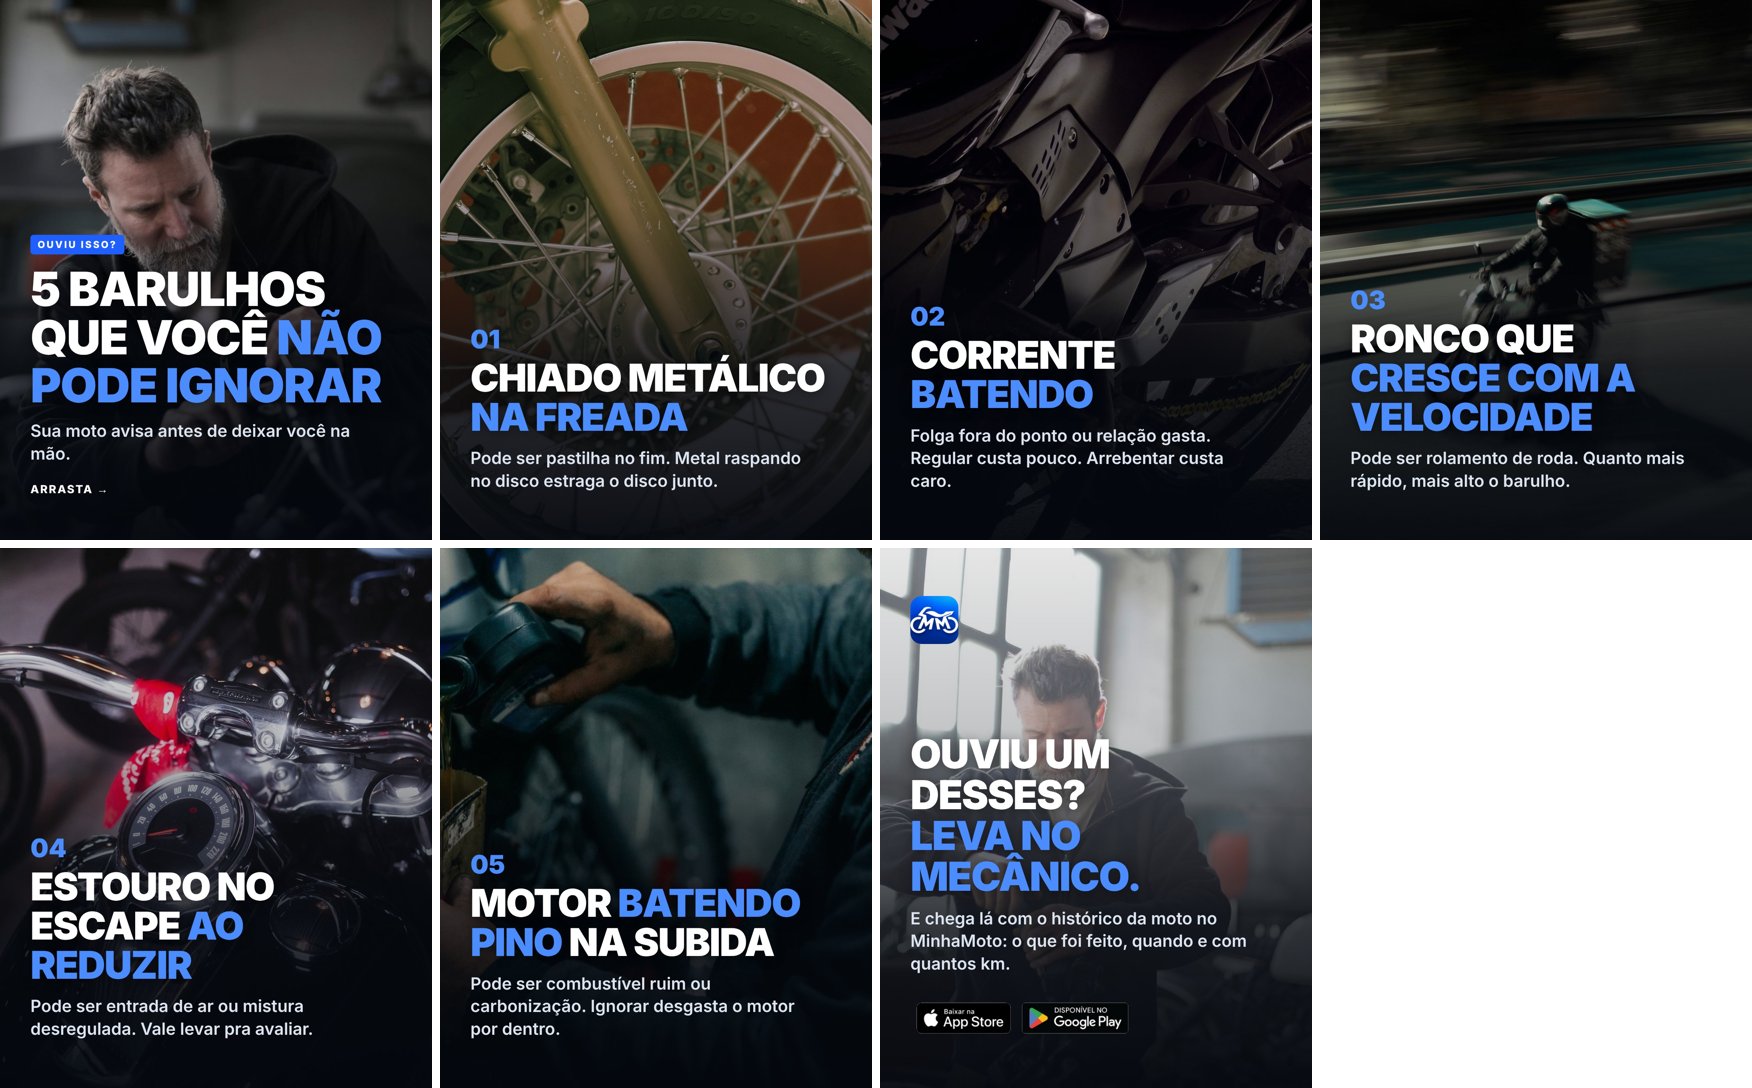 OUVIU ISSO?
5 BARULHOS
QUE VOCÊ NÃO
PODE IGNORAR
Sua moto avisa antes de deixar você na
mão.
ARRASTA →
100/90
01
CHIADO METÁLICO
NA FREADA
Pode ser pastilha no fim. Metal raspando
no disco estraga o disco junto.
02
CORRENTE
BATENDO
Folga fora do ponto ou relação gasta.
Regular custa pouco. Arrebentar custa
caro.
03
RONCO QUE
CRESCE COM A
VELOCIDADE
Pode ser rolamento de roda. Quanto mais
rápido, mais alto o barulho.
04
ESTOURO NO
ESCAPE AO
REDUZIR
Pode ser entrada de ar ou mistura
desregulada. Vale levar pra avaliar.
05
MOTOR BATENDO
PINO NA SUBIDA
Pode ser combustível ruim ou
carbonização. Ignorar desgasta o motor
por dentro.
MM
OUVIU UM
DESSES?
LEVA NO
MECÂNICO.
E chega lá com o histórico da moto no
MinhaMoto: o que foi feito, quando e com
quantos km.
Baixar na
App Store
DISPONÍVEL NO
Google Play